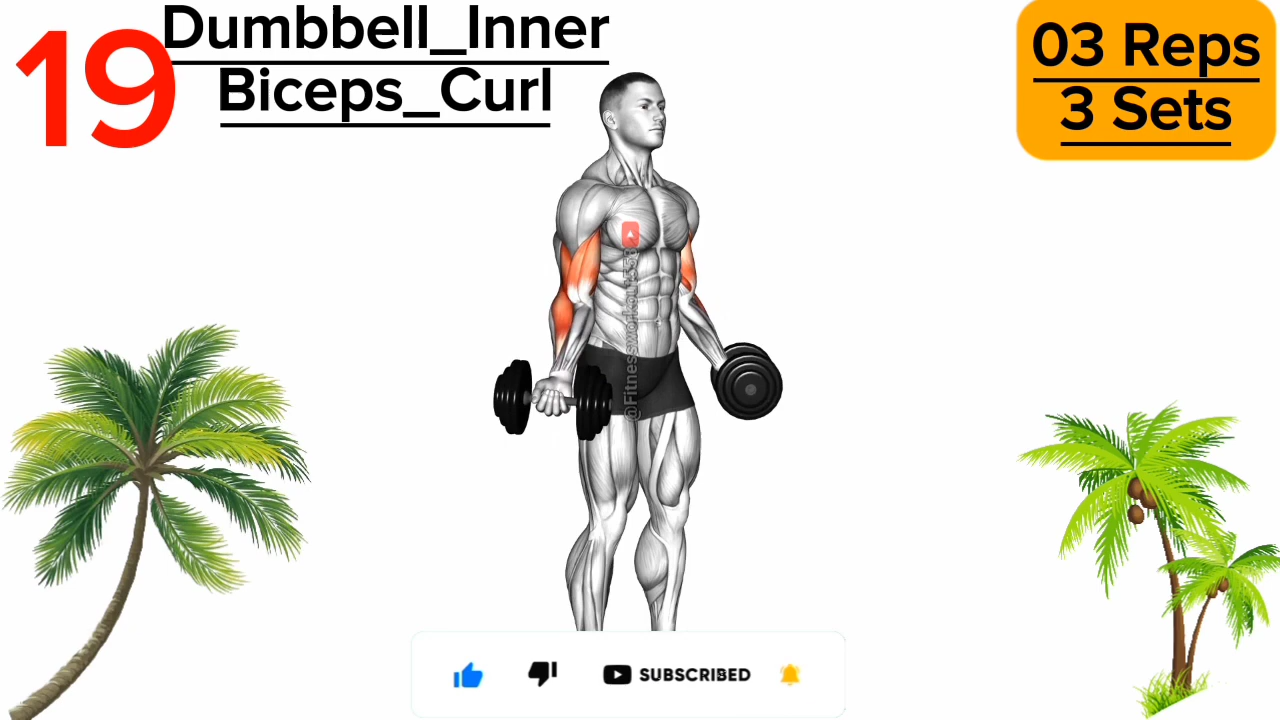 19
Dumbbell_Inner
Biceps_Curl
03 Reps
3 Sets
SUBSCRIBED